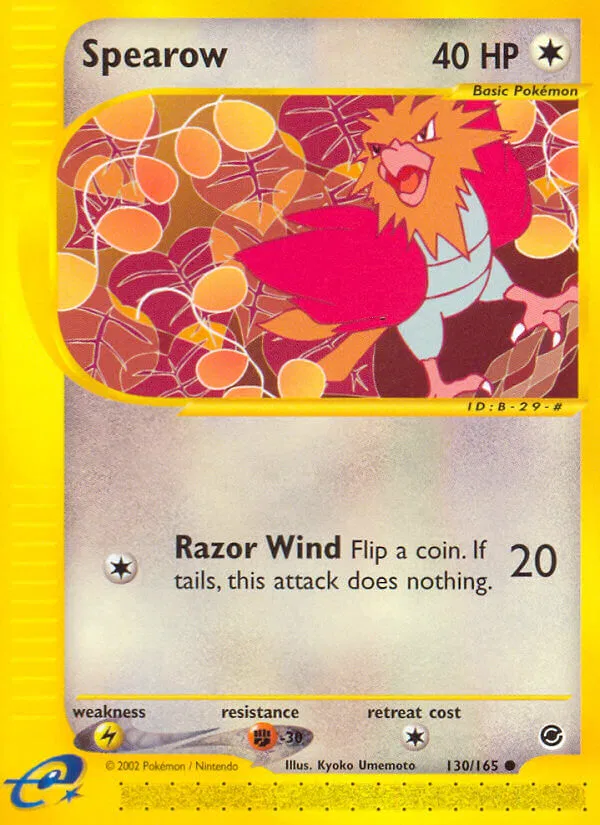 Spearow 40 HP
Basic Pokémon
ID:B-29-#
Razor Wind Flip a coin. If
tails, this attack does nothing. 20
weakness resistance retreat cost
-30
© 2002 Pokémon / Nintendo Illus. Kyoko Umemoto 130/165
e